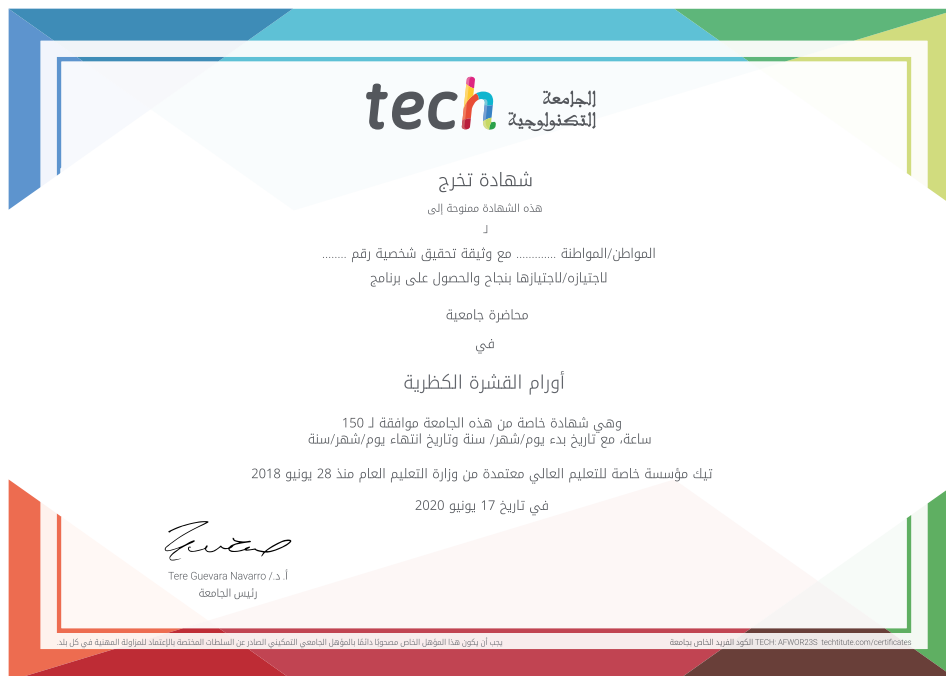 tech الجامعة
التكنولوجية
شهادة تخرج
هذه الشهادة ممنوحة إلى
لـ
المواطن/المواطنة ............ مع وثيقة تحقيق شخصية رقم ........
لاجتيازه/لاجتيازها بنجاح والحصول على برنامج
محاضرة جامعية
في
أورام القشرة الكظرية
وهي شهادة خاصة من هذه الجامعة موافقة لـ 150
ساعة، مع تاريخ بدء يوم/شهر/ سنة وتاريخ انتهاء يوم/شهر/سنة
تيك مؤسسة خاصة للتعليم العالي معتمدة من وزارة التعليم العام منذ 28 يونيو 2018
في تاريخ 17 يونيو 2020
أ. د./ Tere Guevara Navarro
رئيس الجامعة
يجب أن يكون هذا المؤهل الخاص مصحوبًا دائمًا بالمؤهل الجامعي التمكيني الصادر عن السلطات المختصة بالإعتماد للمزاولة المهنية في كل بلد.
الكود الفريد الخاص بجامعة TECH: AFWOR23S techtitute.com/certificates